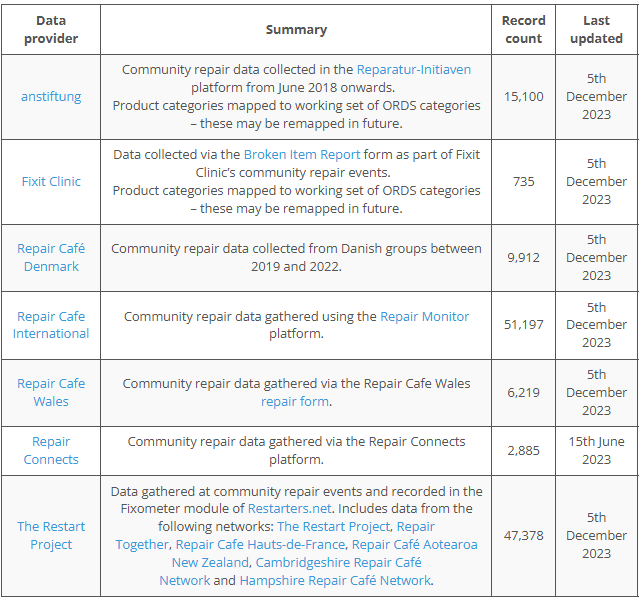 Data
provider
Summary
Record
count
Last
updated
anstiftung
Community repair data collected in the Reparatur-Initiaven
platform from June 2018 onwards.
Product categories mapped to working set of ORDS categories
– these may be remapped in future.
15,100
5th
December
2023
Fixit Clinic
Data collected via the Broken Item Report form as part of Fixit
Clinic’s community repair events.
Product categories mapped to working set of ORDS categories
– these may be remapped in future.
735
5th
December
2023
Repair Café
Denmark
Community repair data collected from Danish groups between
2019 and 2022.
9,912
5th
December
2023
Repair Cafe
International
Community repair data gathered using the Repair Monitor
platform.
51,197
5th
December
2023
Repair Cafe
Wales
Community repair data gathered via the Repair Cafe Wales
repair form.
6,219
5th
December
2023
Repair
Connects
Community repair data gathered via the Repair Connects
platform.
2,885
15th June
2023
The Restart
Project
Data gathered at community repair events and recorded in the
Fixometer module of Restarters.net. Includes data from the
following networks: The Restart Project, Repair
Together, Repair Cafe Hauts-de-France, Repair Café Aotearoa
New Zealand, Cambridgeshire Repair Café
Network and Hampshire Repair Café Network.
47,378
5th
December
2023